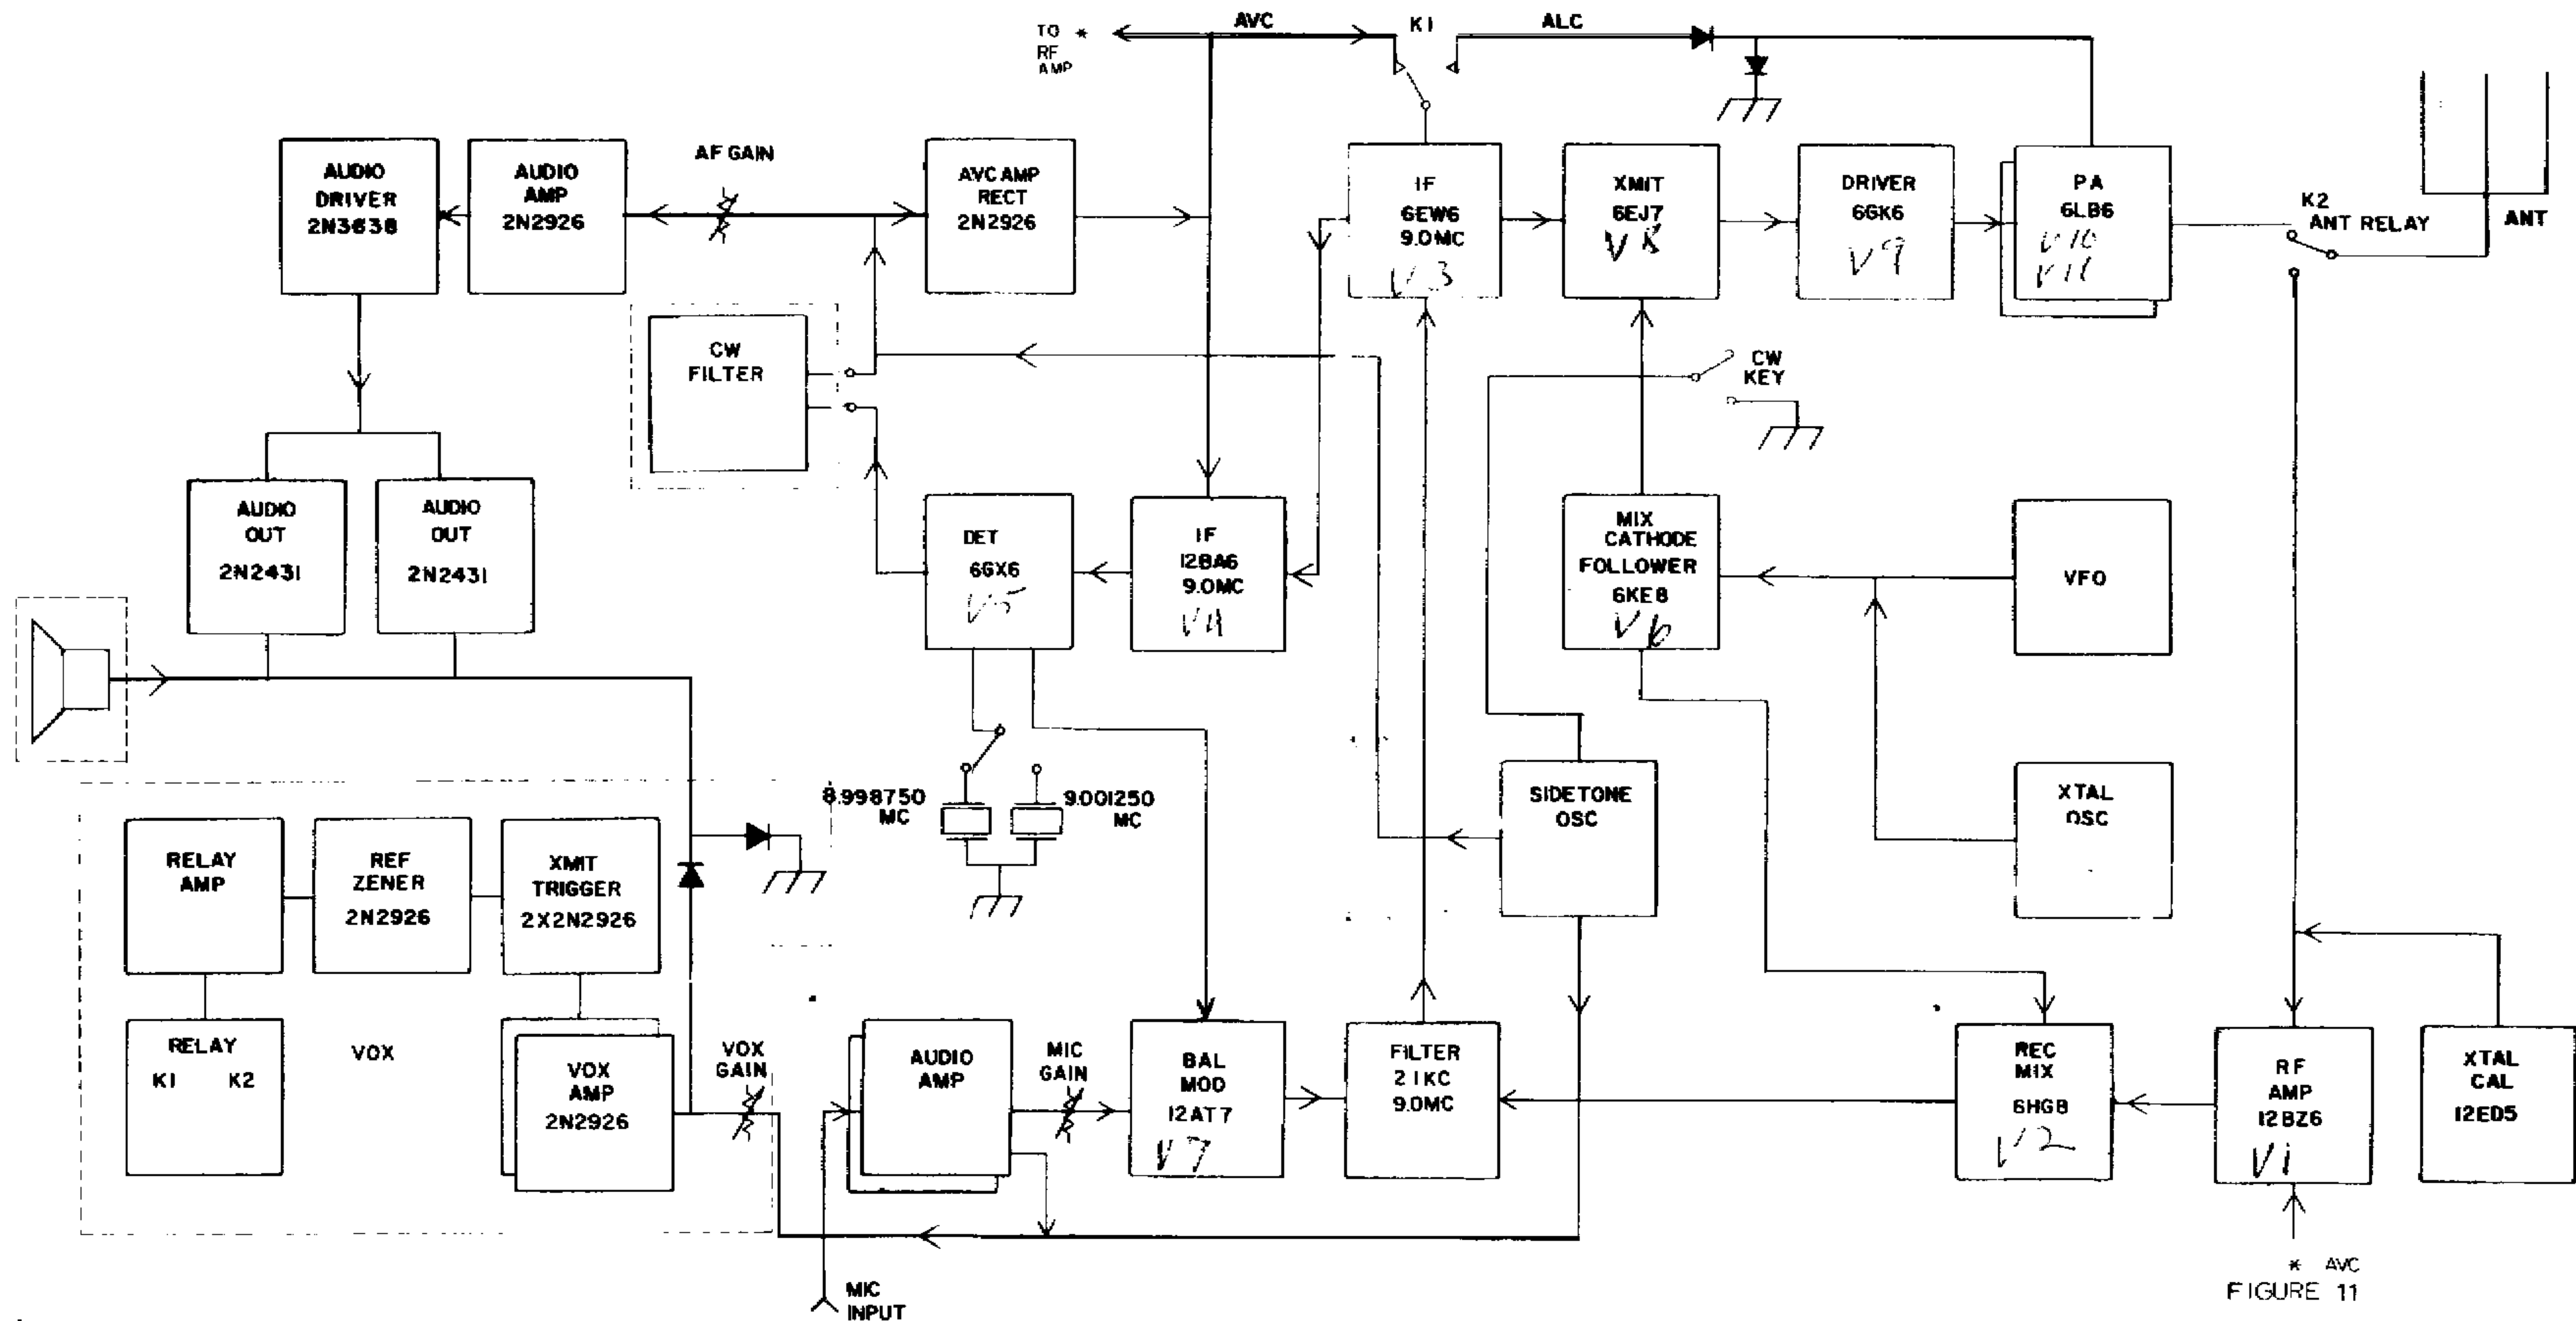 TO *
RF
AMP
AVC
K1
ALC
AUDIO
DRIVER
2N3638
AUDIO
AMP
2N2926
AF GAIN
AVC AMP
RECT
2N2926
IF
6EW6
9.0MC
V3
XMIT
6EJ7
V8
DRIVER
6GK6
V9
PA
6LB6
V10
V11
K2
ANT RELAY
ANT
CW
FILTER
CW
KEY
AUDIO
OUT
2N2431
AUDIO
OUT
2N2431
DET
6GX6
V5
IF
12BA6
9.0MC
V4
MIX
CATHODE
FOLLOWER
6KE8
V6
VFO
8.998750
MC
9.001250
MC
SIDETONE
OSC
XTAL
OSC
RELAY
AMP
REF
ZENER
2N2926
XMIT
TRIGGER
2X2N2926
RELAY
K1 K2
VOX
VOX
AMP
2N2926
VOX
GAIN
AUDIO
AMP
MIC
GAIN
BAL
MOD
12AT7
V7
FILTER
2.1KC
9.0MC
REC
MIX
6HG8
V2
RF
AMP
12BZ6
V1
XTAL
CAL
12ED5
MIC
INPUT
* AVC
FIGURE 11